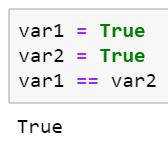 var1 = True
var2 = True
var1 == var2
True